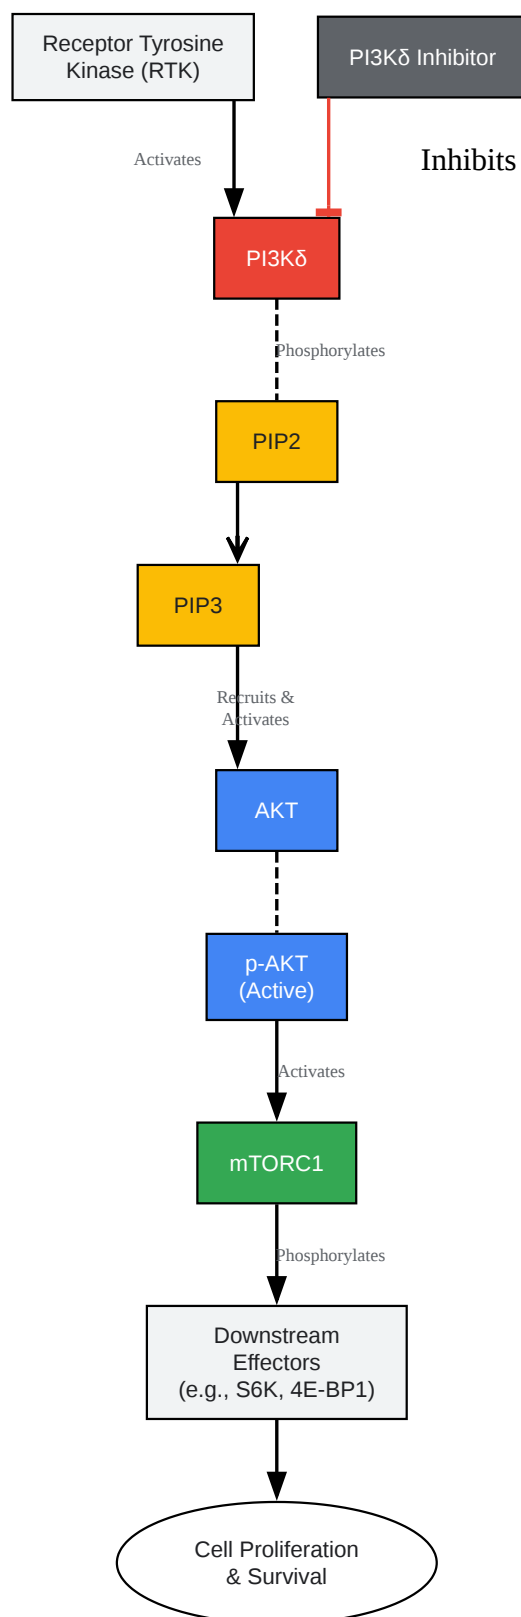 Receptor Tyrosine
Kinase (RTK)
PI3Kδ Inhibitor
Activates
Inhibits
PI3Kδ
Phosphorylates
PIP2
PIP3
Recruits &
Activates
AKT
p-AKT
(Active)
Activates
mTORC1
Phosphorylates
Downstream
Effectors
(e.g., S6K, 4E-BP1)
Cell Proliferation
& Survival